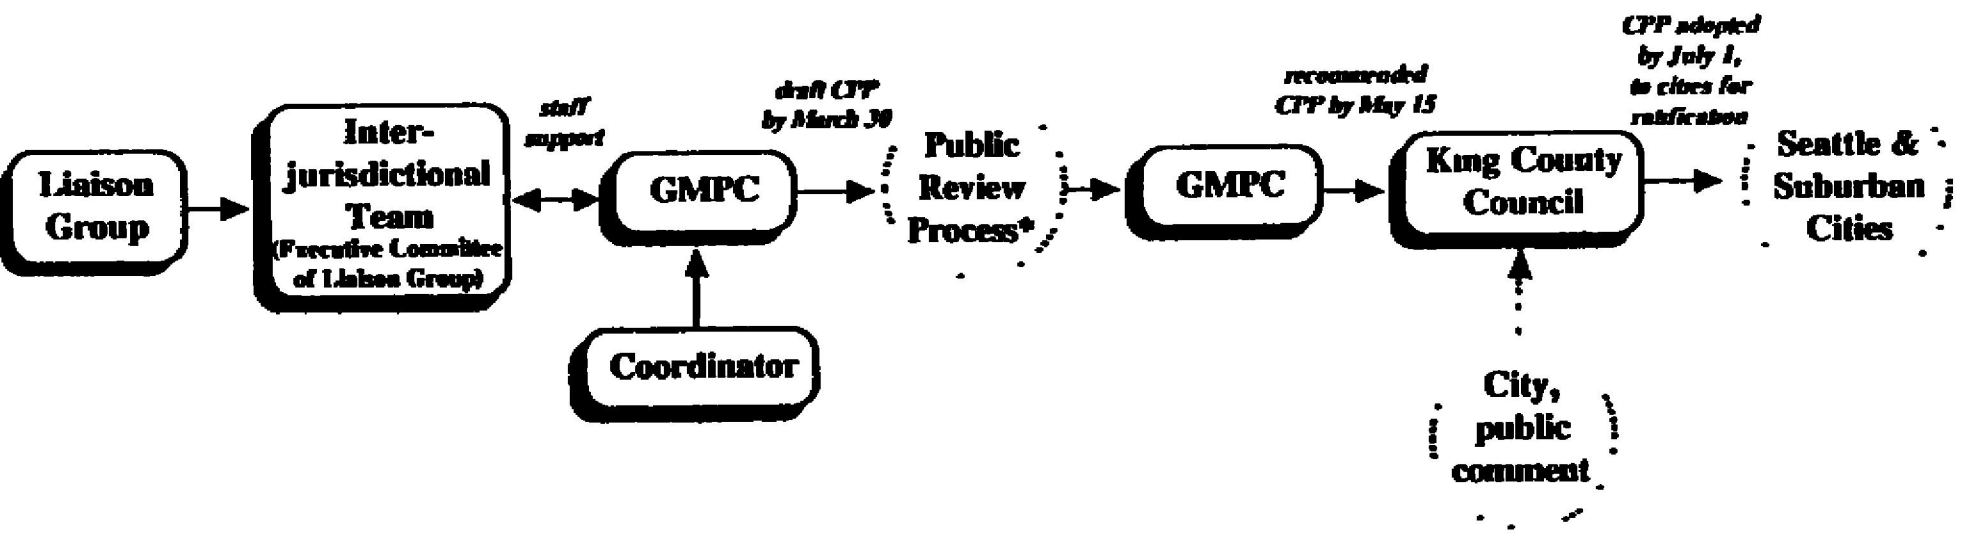 Liaison
Group
Inter-
jurisdictional
Team
(Executive Committee
of Liaison Group)
staff
support
GMPC
Coordinator
draft CPP
by March 30
Public
Review
Process*
GMPC
recommended
CPP by May 15
King County
Council
City,
public
comment
CPP adopted
by July 1,
to cities for
ratification
Seattle &
Suburban
Cities